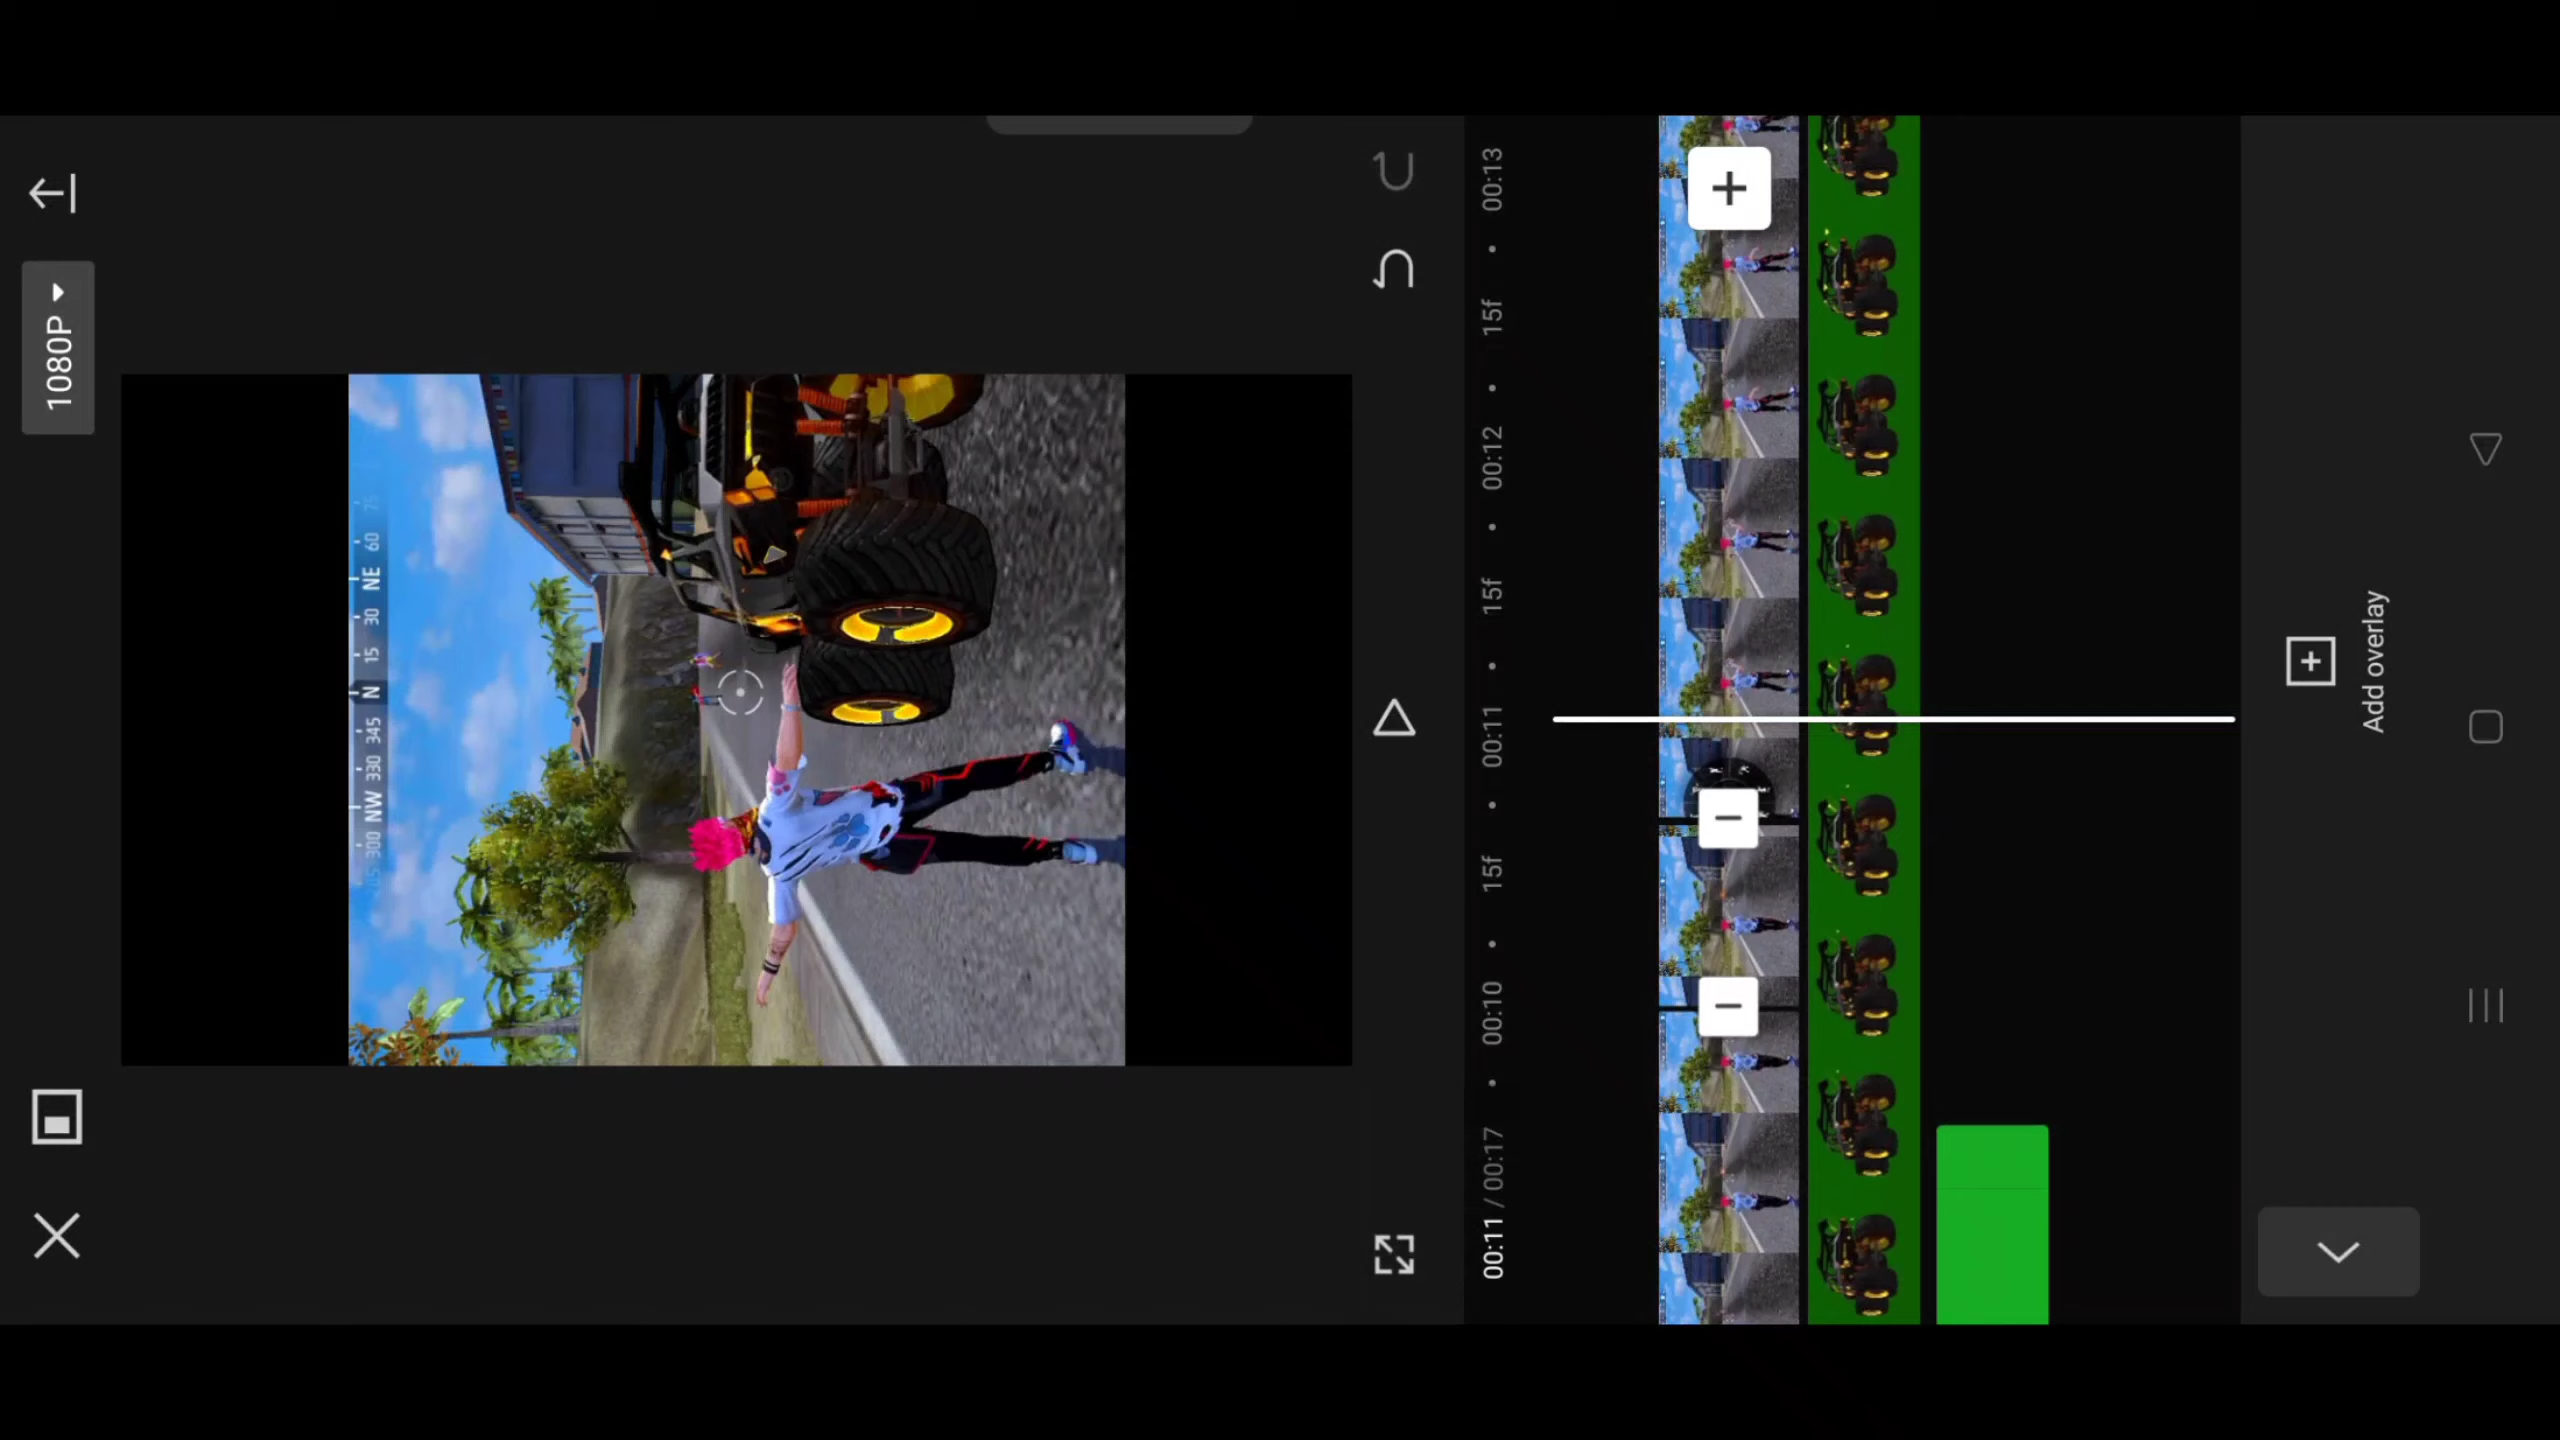 1080P
300 NW 330 345 N 15 30 NE 60 75
00:11 / 00:17
00:10 15f 00:11 15f 00:12 15f 00:13
Add overlay